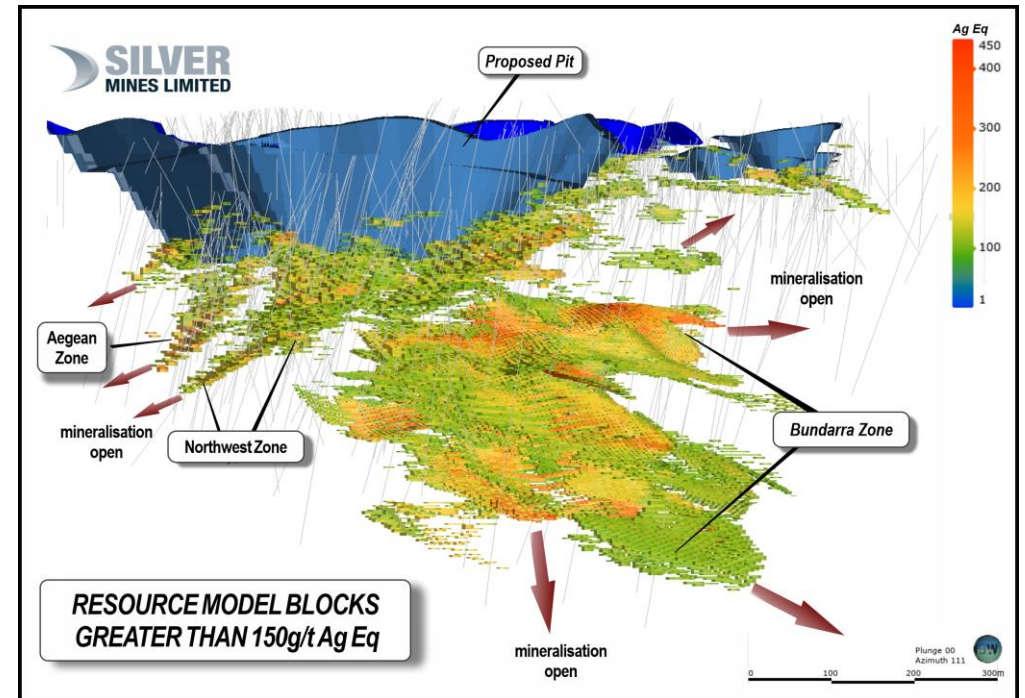 SILVER
MINES LIMITED
Proposed Pit
Ag Eq
450
400
300
200
100
1
mineralisation
open
Aegean
Zone
mineralisation
open
Northwest Zone
Bundarra Zone
RESOURCE MODEL BLOCKS
GREATER THAN 150g/t Ag Eq
mineralisation
open
Plunge 00
Azimuth 111
0 100 200 300m